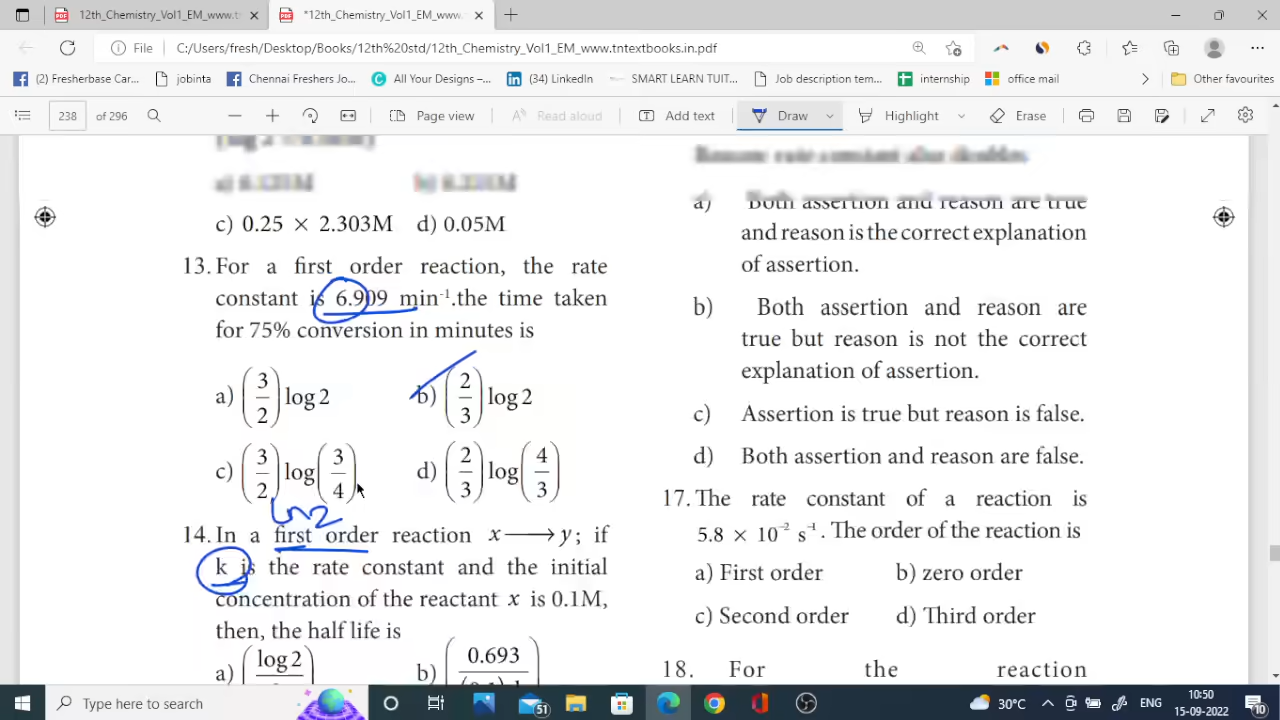 12th_Chemistry_Vol1_EM_www.t
*12th_Chemistry_Vol1_EM_www.
File C:/Users/fresh/Desktop/Books/12th%20std/12th_Chemistry_Vol1_EM_www.tntextbooks.in.pdf
(2) Fresherbase Car... jobinta Chennai Freshers Jo... All Your Designs –... (34) LinkedIn SMART LEARN TUIT... Job description tem... internship office mail Other favourites
238 of 296 Page view Read aloud Add text Draw Highlight Erase
c) 0.25 × 2.303M d) 0.05M
13. For a first order reaction, the rate
constant is 6.909 min⁻¹.the time taken
for 75% conversion in minutes is
a) (3/2) log 2 b) (2/3) log 2
c) (3/2) log (3/4) d) (2/3) log (4/3)
ln2
14. In a first order reaction x ⟶ y; if
k is the rate constant and the initial
concentration of the reactant x is 0.1M,
then, the half life is
a) (log 2 b) (0.693
a) Both assertion and reason are true
and reason is the correct explanation
of assertion.
b) Both assertion and reason are
true but reason is not the correct
explanation of assertion.
c) Assertion is true but reason is false.
d) Both assertion and reason are false.
17. The rate constant of a reaction is
5.8 × 10⁻² s⁻¹. The order of the reaction is
a) First order b) zero order
c) Second order d) Third order
18. For the reaction
Type here to search
51
30°C ENG
10:50
15-09-2022
10